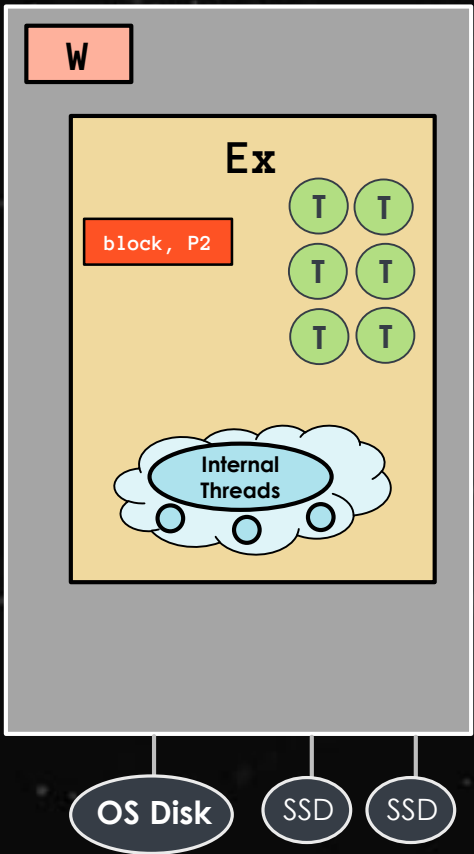 W
Ex
T T
block, P2
T T
T T
Internal
Threads
OS Disk
SSD
SSD